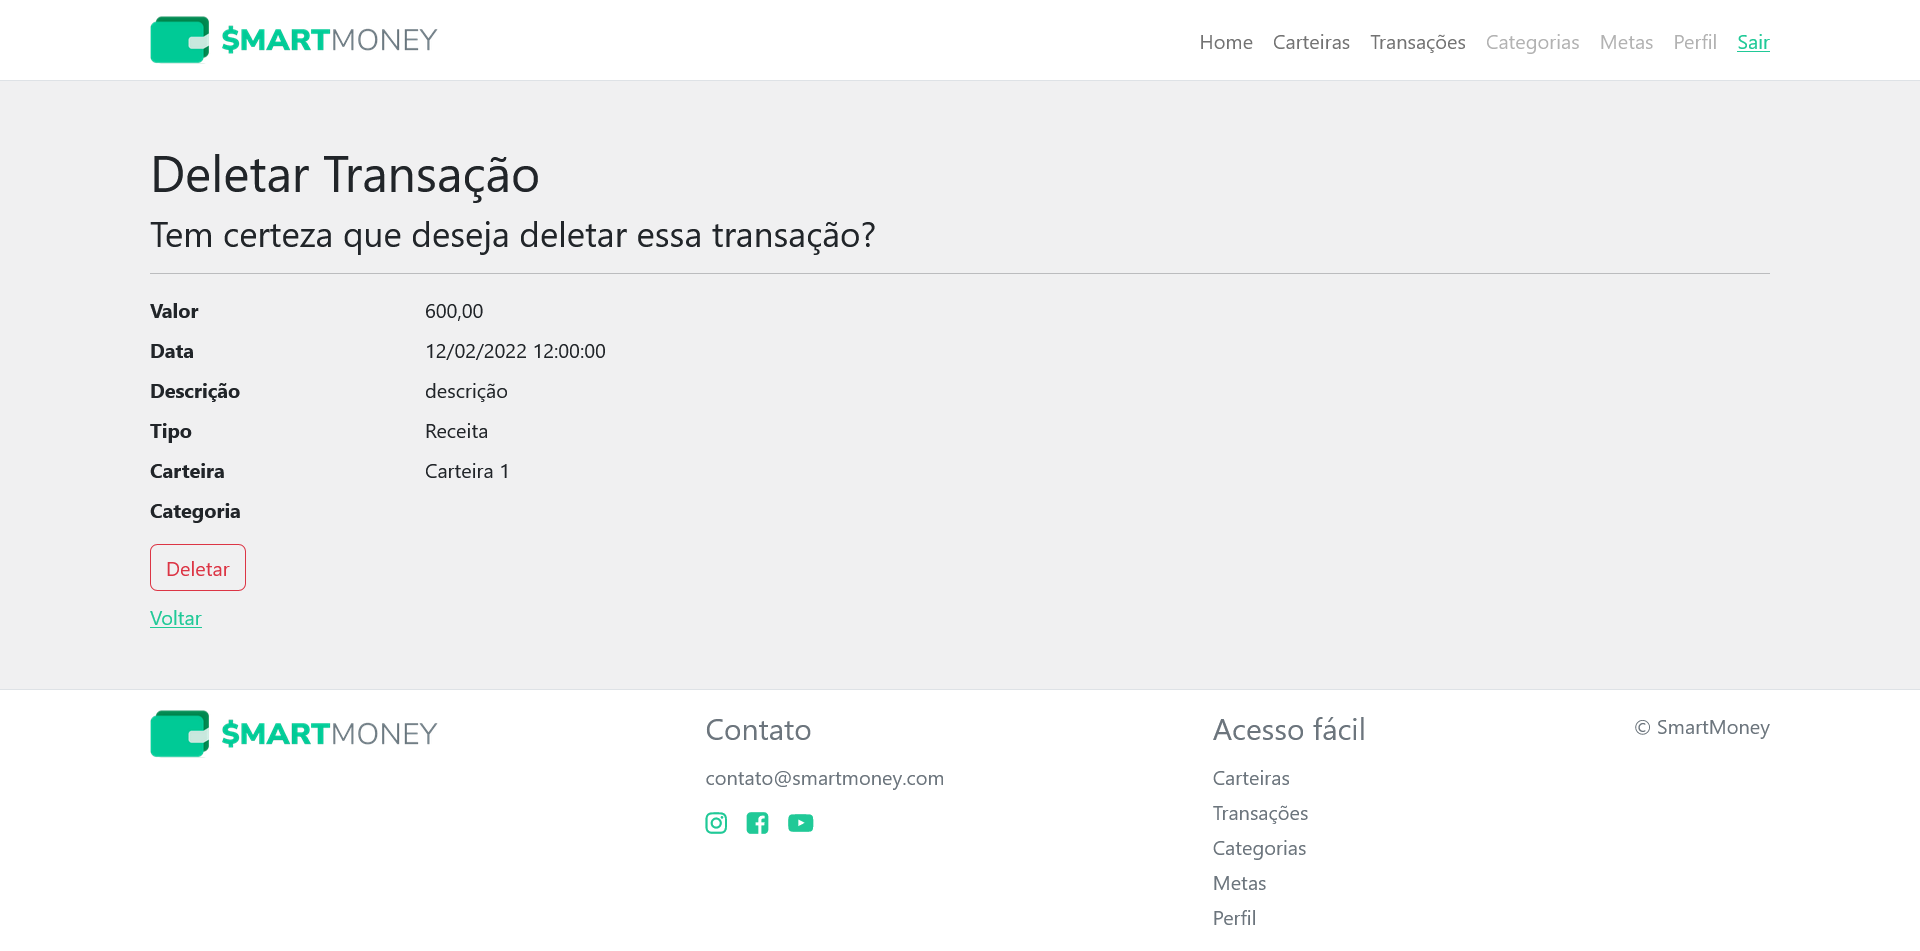 $MARTMONEY
Home Carteiras Transações Categorias Metas Perfil Sair
Deletar Transação
Tem certeza que deseja deletar essa transação?
Valor 600,00
Data 12/02/2022 12:00:00
Descrição descrição
Tipo Receita
Carteira Carteira 1
Categoria
Deletar
Voltar
$MARTMONEY
Contato
contato@smartmoney.com
Acesso fácil
Carteiras
Transações
Categorias
Metas
Perfil
© SmartMoney